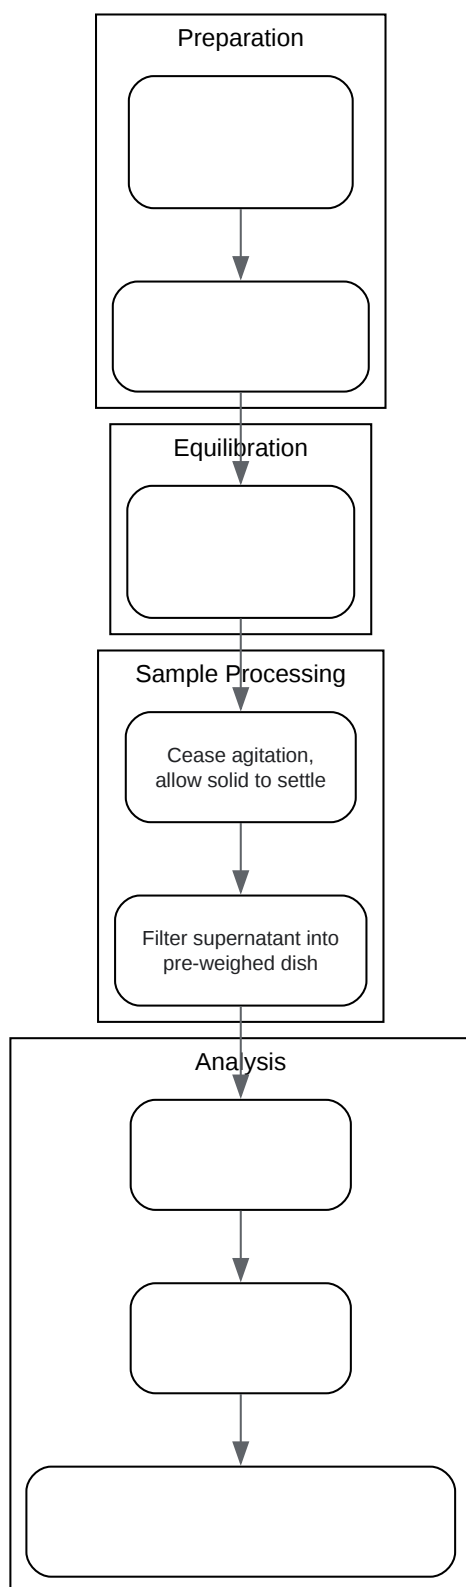 Preparation
Equilibration
Sample Processing
Cease agitation,
allow solid to settle
Filter supernatant into
pre-weighed dish
Analysis